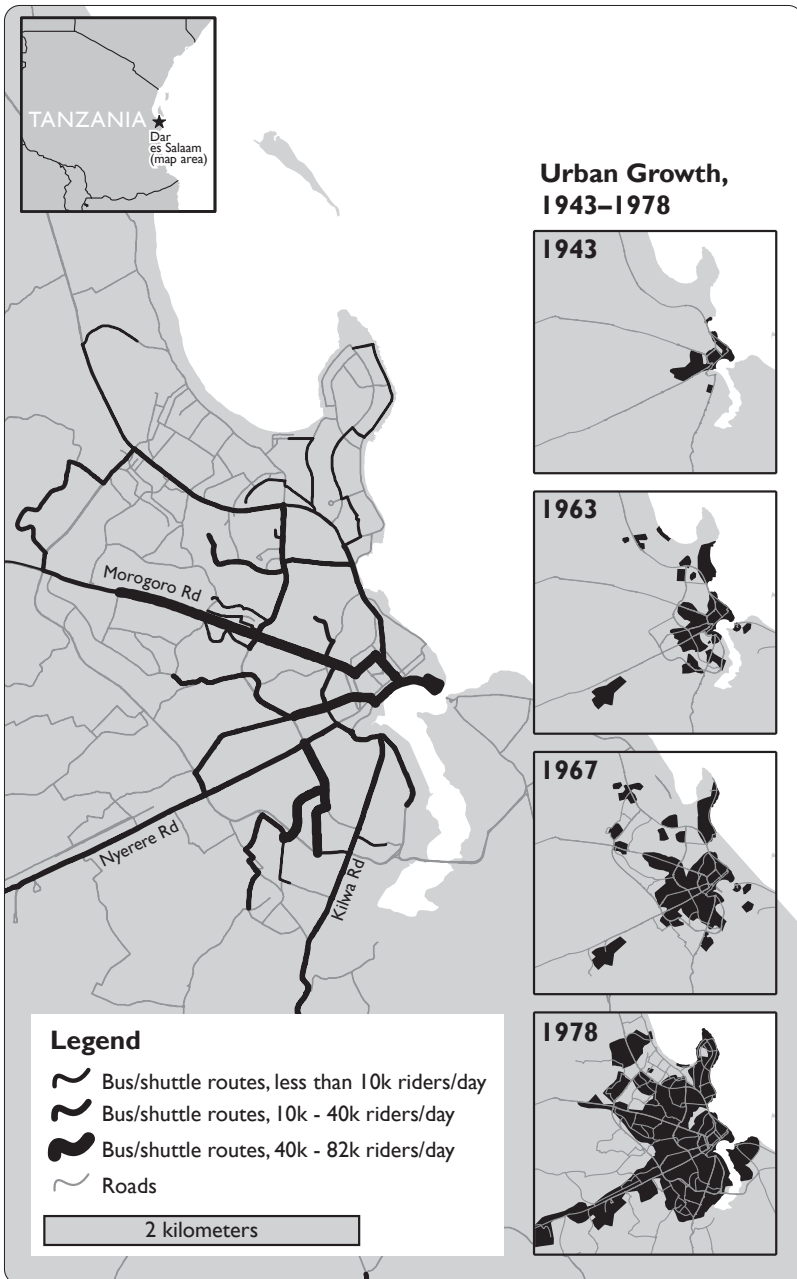 TANZANIA
Dar
es Salaam
(map area)
Urban Growth,
1943–1978
1943
1963
1967
1978
Morogoro Rd
Nyerere Rd
Kilwa Rd
Legend
Bus/shuttle routes, less than 10k riders/day
Bus/shuttle routes, 10k - 40k riders/day
Bus/shuttle routes, 40k - 82k riders/day
Roads
2 kilometers